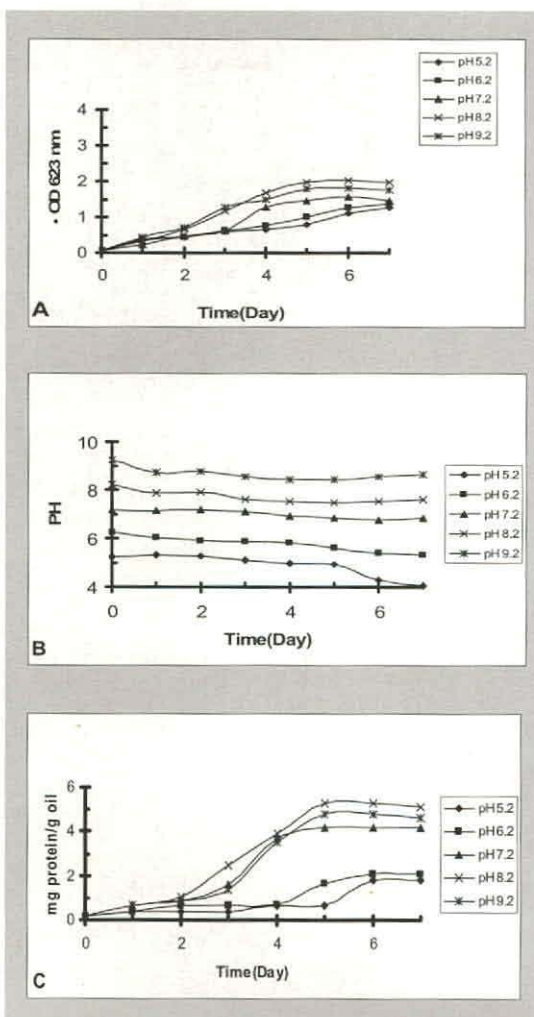 4
3
2
1
0
0
2
4
6
• OD 623 nm
Time(Day)
pH5.2
pH6.2
pH7.2
pH8.2
pH9.2
A
10
8
6
4
0
2
4
6
PH
Time(Day)
pH5.2
pH6.2
pH7.2
pH8.2
pH9.2
B
6
4
2
0
0
2
4
6
mg protein/g oil
Time(Day)
pH5.2
pH6.2
pH7.2
pH8.2
pH9.2
C